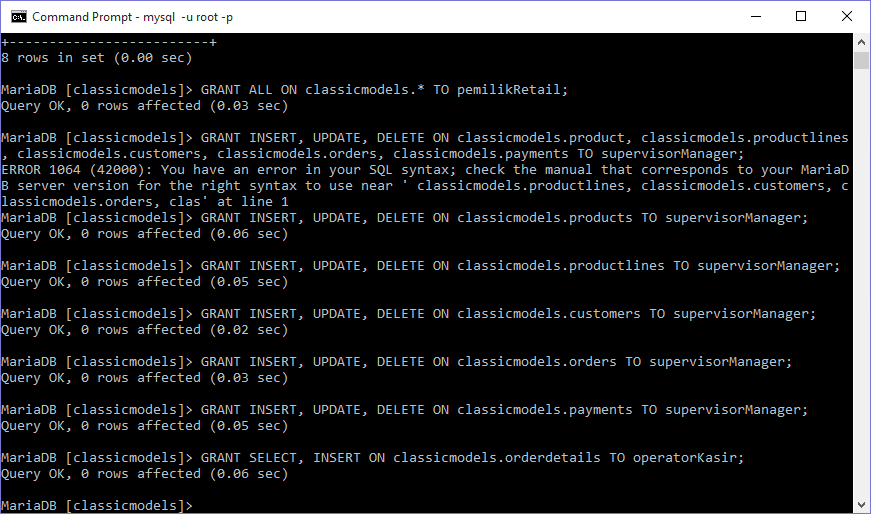 Command Prompt - mysql  -u root -p
+-------------------------+
8 rows in set (0.00 sec)
MariaDB [classicmodels]> GRANT ALL ON classicmodels.* TO pemilikRetail;
Query OK, 0 rows affected (0.03 sec)
MariaDB [classicmodels]> GRANT INSERT, UPDATE, DELETE ON classicmodels.product, classicmodels.productlines
, classicmodels.customers, classicmodels.orders, classicmodels.payments TO supervisorManager;
ERROR 1064 (42000): You have an error in your SQL syntax; check the manual that corresponds to your MariaD
B server version for the right syntax to use near ' classicmodels.productlines, classicmodels.customers, c
lassicmodels.orders, clas' at line 1
MariaDB [classicmodels]> GRANT INSERT, UPDATE, DELETE ON classicmodels.products TO supervisorManager;
Query OK, 0 rows affected (0.06 sec)
MariaDB [classicmodels]> GRANT INSERT, UPDATE, DELETE ON classicmodels.productlines TO supervisorManager;
Query OK, 0 rows affected (0.05 sec)
MariaDB [classicmodels]> GRANT INSERT, UPDATE, DELETE ON classicmodels.customers TO supervisorManager;
Query OK, 0 rows affected (0.02 sec)
MariaDB [classicmodels]> GRANT INSERT, UPDATE, DELETE ON classicmodels.orders TO supervisorManager;
Query OK, 0 rows affected (0.03 sec)
MariaDB [classicmodels]> GRANT INSERT, UPDATE, DELETE ON classicmodels.payments TO supervisorManager;
Query OK, 0 rows affected (0.05 sec)
MariaDB [classicmodels]> GRANT SELECT, INSERT ON classicmodels.orderdetails TO operatorKasir;
Query OK, 0 rows affected (0.06 sec)
MariaDB [classicmodels]>